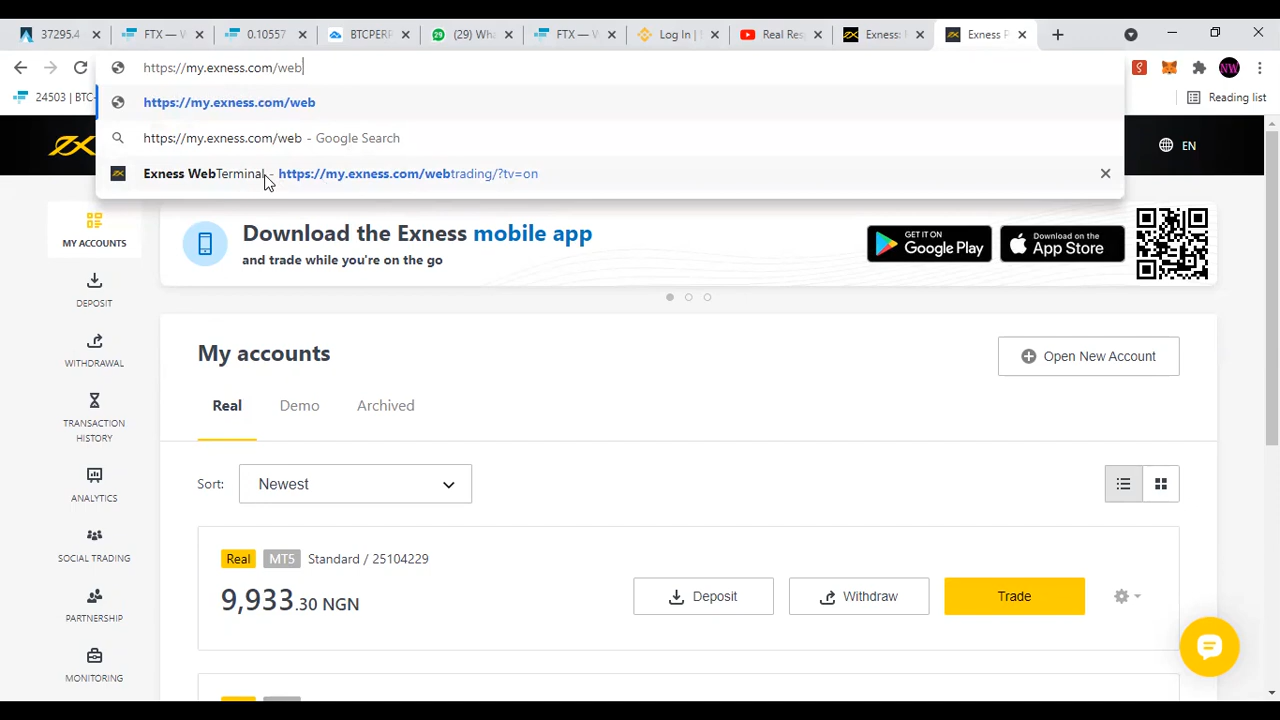 37295.4
FTX — W
0.10557
BTCPERP
(29) Wha
FTX — W
Log In | E
Real Res
Exness: M
Exness P
https://my.exness.com/web
24503 | BTC-
Reading list
https://my.exness.com/web
https://my.exness.com/web - Google Search
Exness WebTerminal - https://my.exness.com/webtrading/?tv=on
EN
NW
MY ACCOUNTS
DEPOSIT
WITHDRAWAL
TRANSACTION
HISTORY
ANALYTICS
SOCIAL TRADING
PARTNERSHIP
MONITORING
Download the Exness mobile app
and trade while you're on the go
GET IT ON
Google Play
Download on the
App Store
My accounts
Open New Account
Real Demo Archived
Sort: Newest
Real MT5 Standard / 25104229
9,933.30 NGN
Deposit
Withdraw
Trade